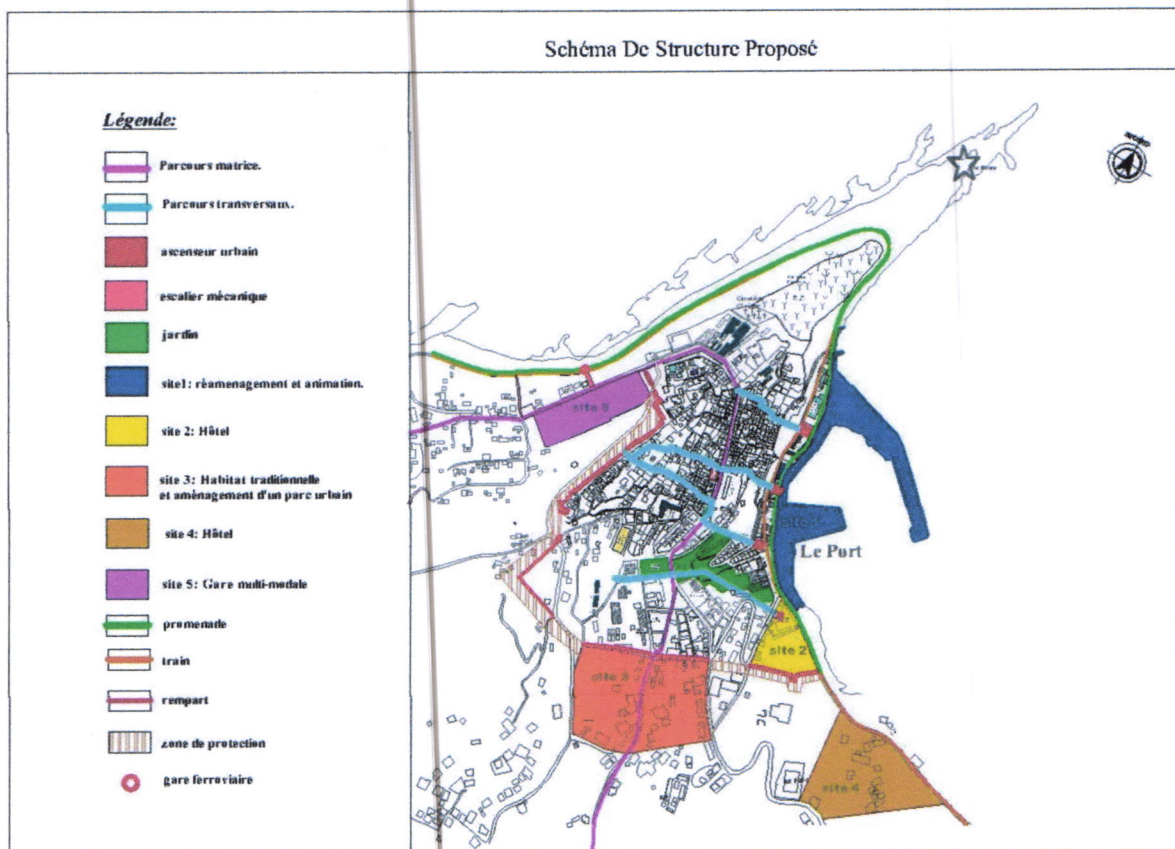 Schéma De Structure Proposé
Légende:
Parcours matrice.
Parcours transversaux.
ascenseur urbain
escalier mécanique
jardin
site1: réamenagement et animation.
site 2: Hôtel
site 3: Habitat traditionnelle
et aménagement d'un parc urbain
site 4: Hôtel
site 5: Gare multi-modale
promenade
train
rempart
zone de protection
gare ferroviaire
site 5
site 1
Le Port
site 2
site 3
site 4